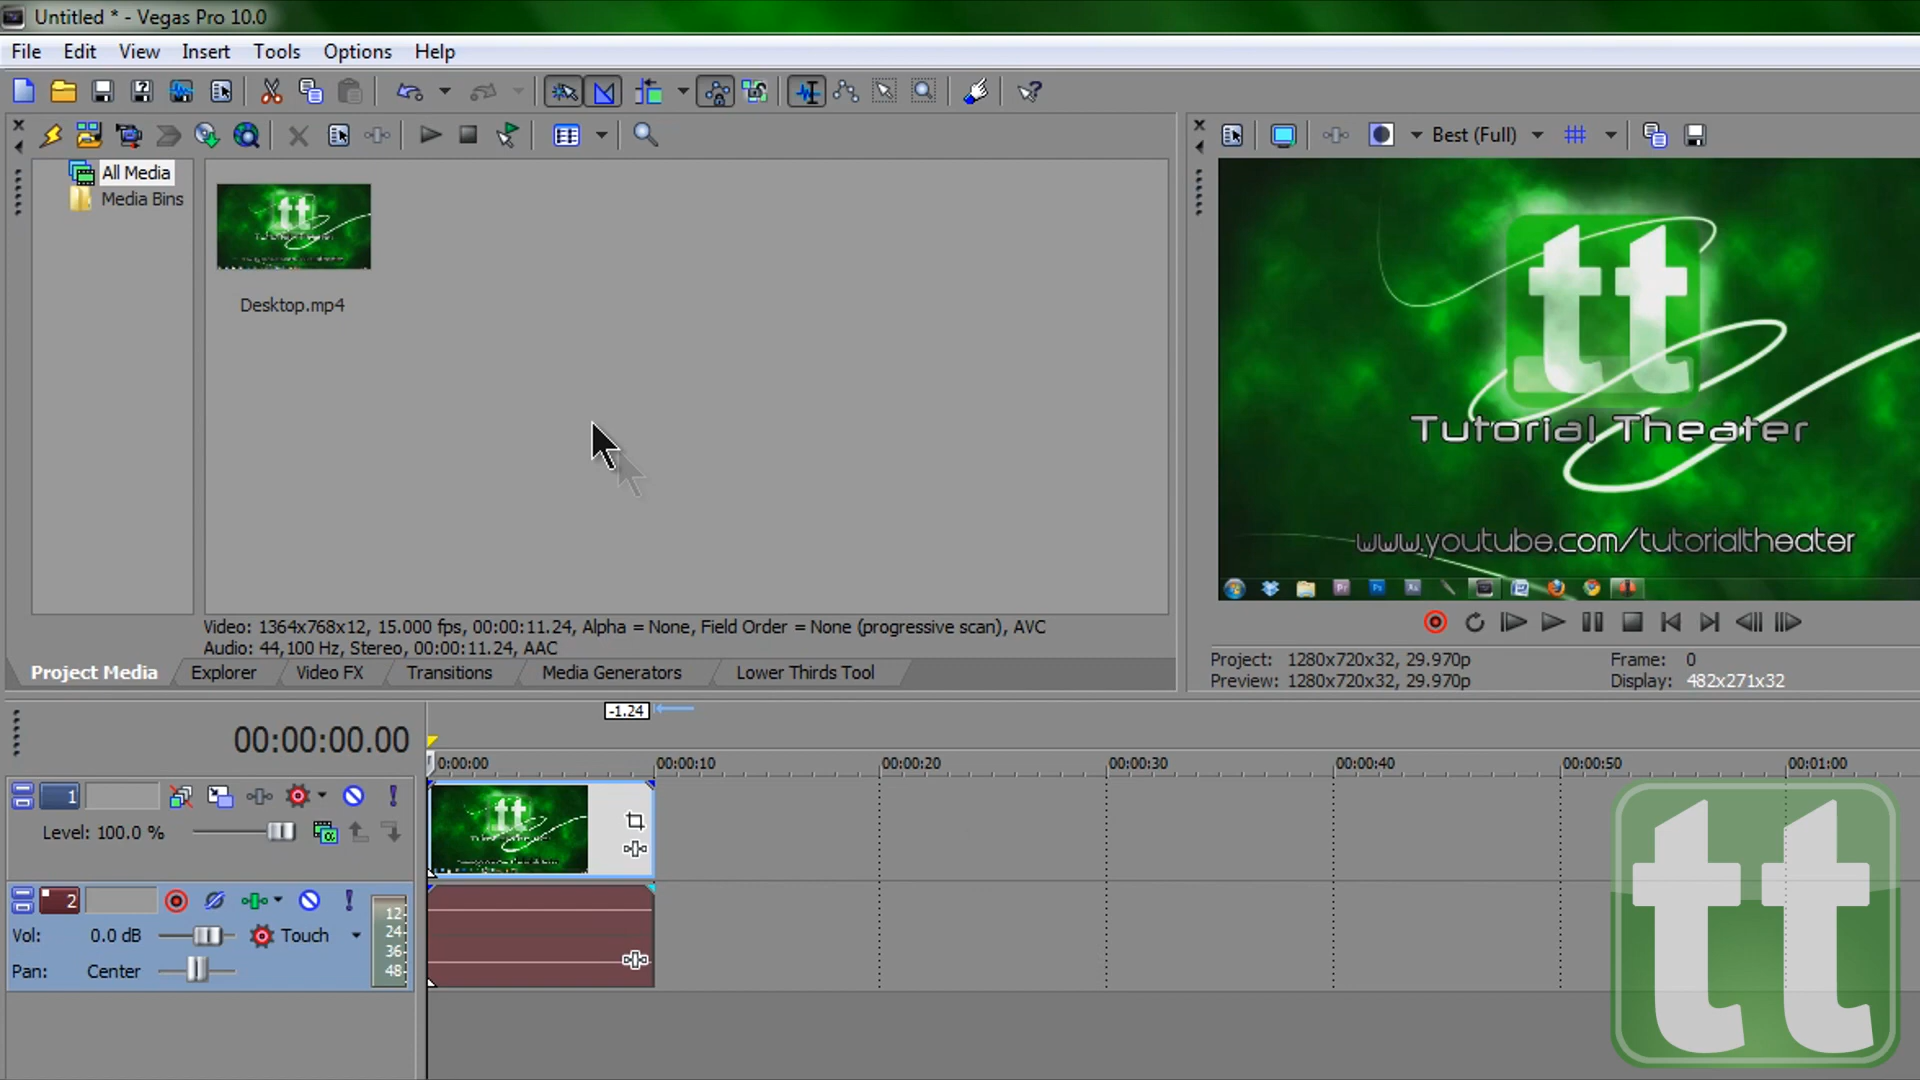 Untitled * - Vegas Pro 10.0
File Edit View Insert Tools Options Help
Best (Full)
All Media
Media Bins
Desktop.mp4
tt
Tutorial Theater
www.youtube.com/tutorialtheater
Video: 1364x768x12, 15.000 fps, 00:00:11.24, Alpha = None, Field Order = None (progressive scan), AVC
Audio: 44,100 Hz, Stereo, 00:00:11.24, AAC
Project Media Explorer Video FX Transitions Media Generators Lower Thirds Tool
Project: 1280x720x32, 29.970p Frame: 0
Preview: 1280x720x32, 29.970p Display: 482x271x32
-1.24
00:00:00.00
0:00:00 00:00:10 00:00:20 00:00:30 00:00:40 00:00:50 00:01:00
1
Level: 100.0 %
2
Vol: 0.0 dB Touch
Pan: Center
12
24
36
48
tt